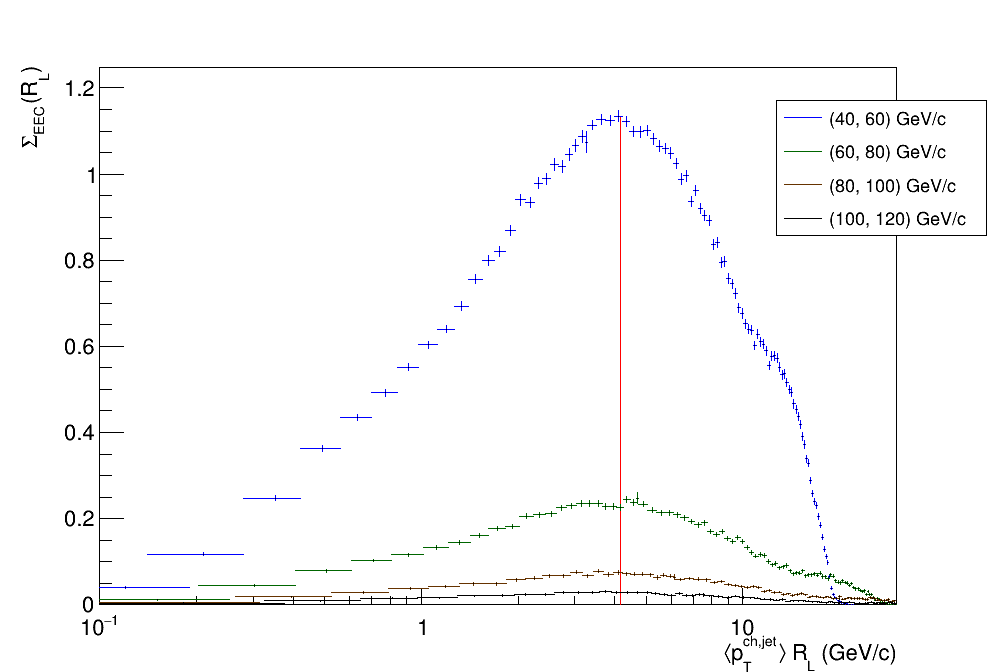 Σ_EEC(R_L)
1.2
1
0.8
0.6
0.4
0.2
0
10⁻¹
1
10
⟨p_T^ch,jet⟩ R_L (GeV/c)
(40, 60) GeV/c
(60, 80) GeV/c
(80, 100) GeV/c
(100, 120) GeV/c